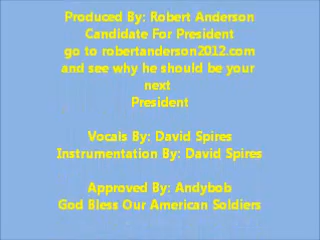 Produced By: Robert Anderson
Candidate For President
go to robertanderson2012.com
and see why he should be your
next
President
Vocals By: David Spires
Instrumentation By: David Spires
Approved By: Andybob
God Bless Our American Soldiers